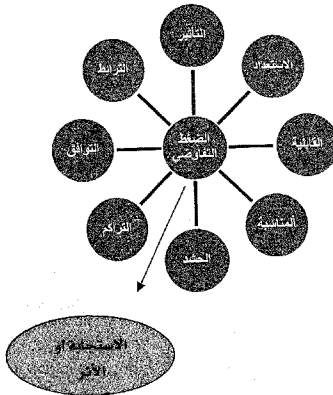 التأثير
الاستعداد
القابلية
المناسبة
الحشد
التراكم
التوافق
الترابط
الضغط
التفاوضي
الاستجابة او
الأثر